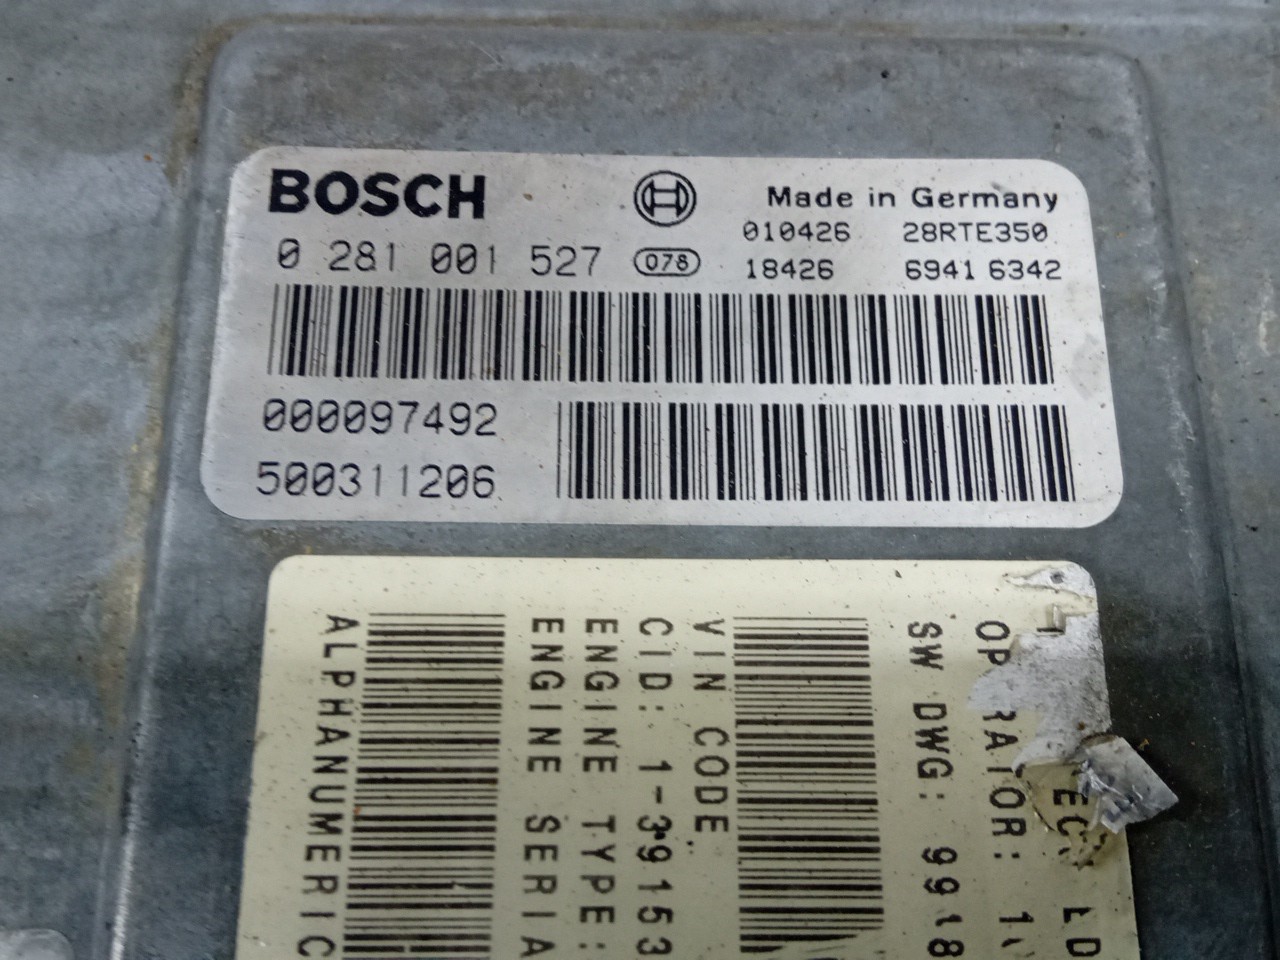 BOSCH
Made in Germany
010426 28RTE350
0 281 001 527 078 18426 6941 6342
000097492
500311206
OPERATOR:
SW DWG: 9918
VIN CODE:
CID: 1-39153
ENGINE TYPE:
ENGINE SERIA
ALPHANUMERIC